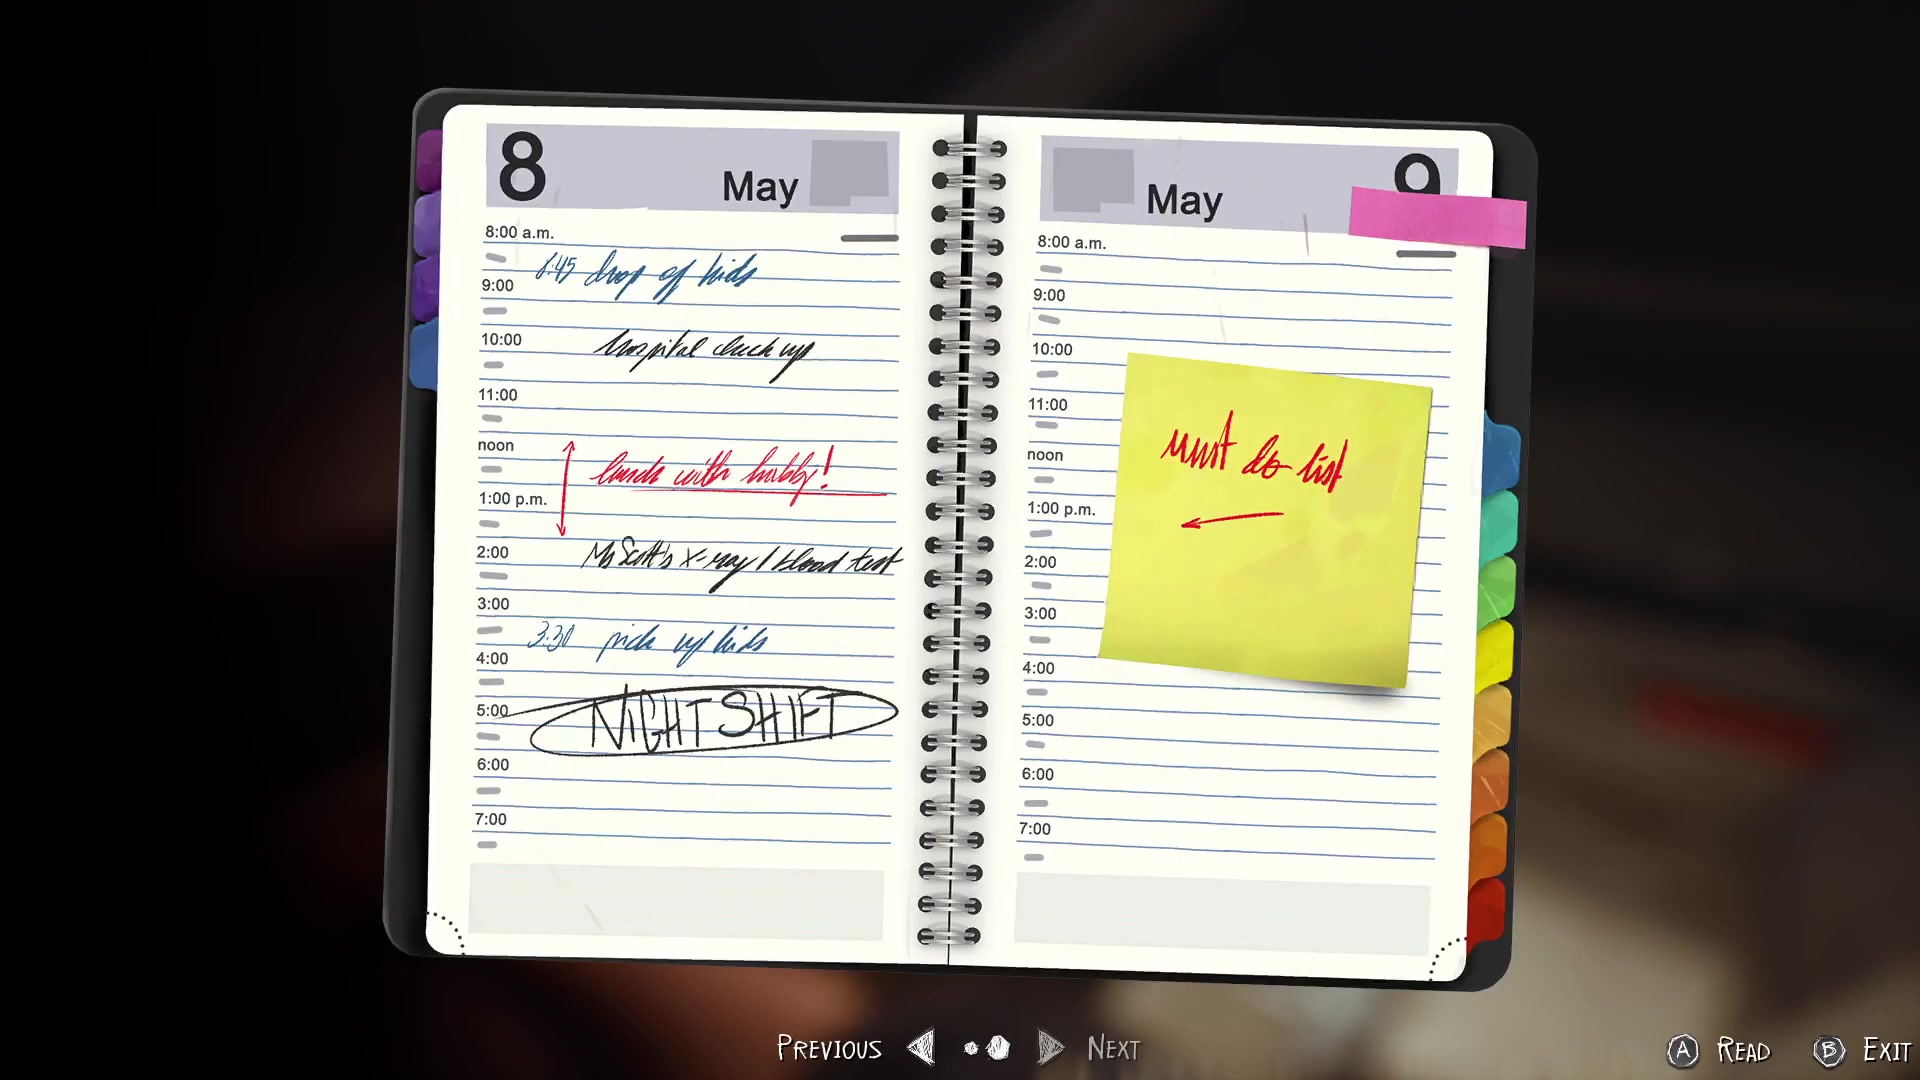 8
May
8:00 a.m.
8:45 drop of kids
9:00
10:00
hospital check up
11:00
noon
lunch with hubby!
1:00 p.m.
2:00
Mr Scott's x-ray / blood test
3:00
3:30 pick up kids
4:00
5:00
NIGHT SHIFT
6:00
7:00
May
9
8:00 a.m.
9:00
10:00
11:00
must do list
noon
1:00 p.m.
2:00
3:00
4:00
5:00
6:00
7:00
PREVIOUS
NEXT
A READ
B EXIT